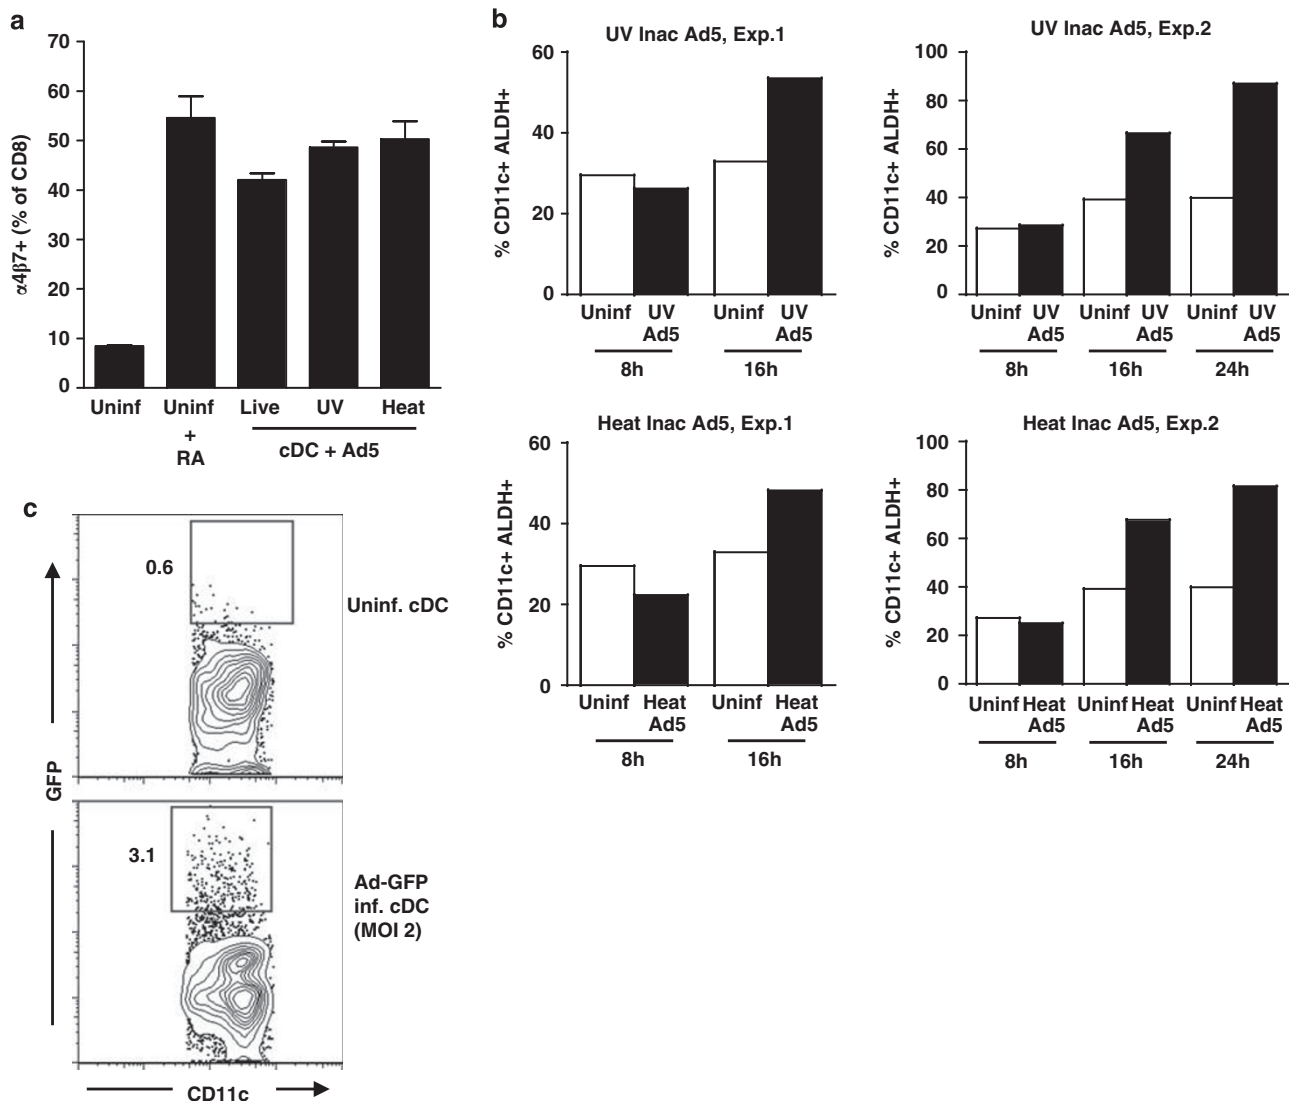 a
α4β7+ (% of CD8)
70
60
50
40
30
20
10
0
Uninf Uninf Live UV Heat
+
RA
cDC + Ad5
b
UV Inac Ad5, Exp.1
% CD11c+ ALDH+
60
40
20
0
Uninf UV Uninf UV
Ad5 Ad5
8h 16h
UV Inac Ad5, Exp.2
% CD11c+ ALDH+
100
80
60
40
20
0
Uninf UV Uninf UV Uninf UV
Ad5 Ad5 Ad5
8h 16h 24h
Heat Inac Ad5, Exp.1
% CD11c+ ALDH+
60
40
20
0
Uninf Heat Uninf Heat
Ad5 Ad5
8h 16h
Heat Inac Ad5, Exp.2
% CD11c+ ALDH+
100
80
60
40
20
0
Uninf Heat Uninf Heat Uninf Heat
Ad5 Ad5 Ad5
8h 16h 24h
c
0.6
Uninf. cDC
GFP
3.1
Ad-GFP
inf. cDC
(MOI 2)
CD11c